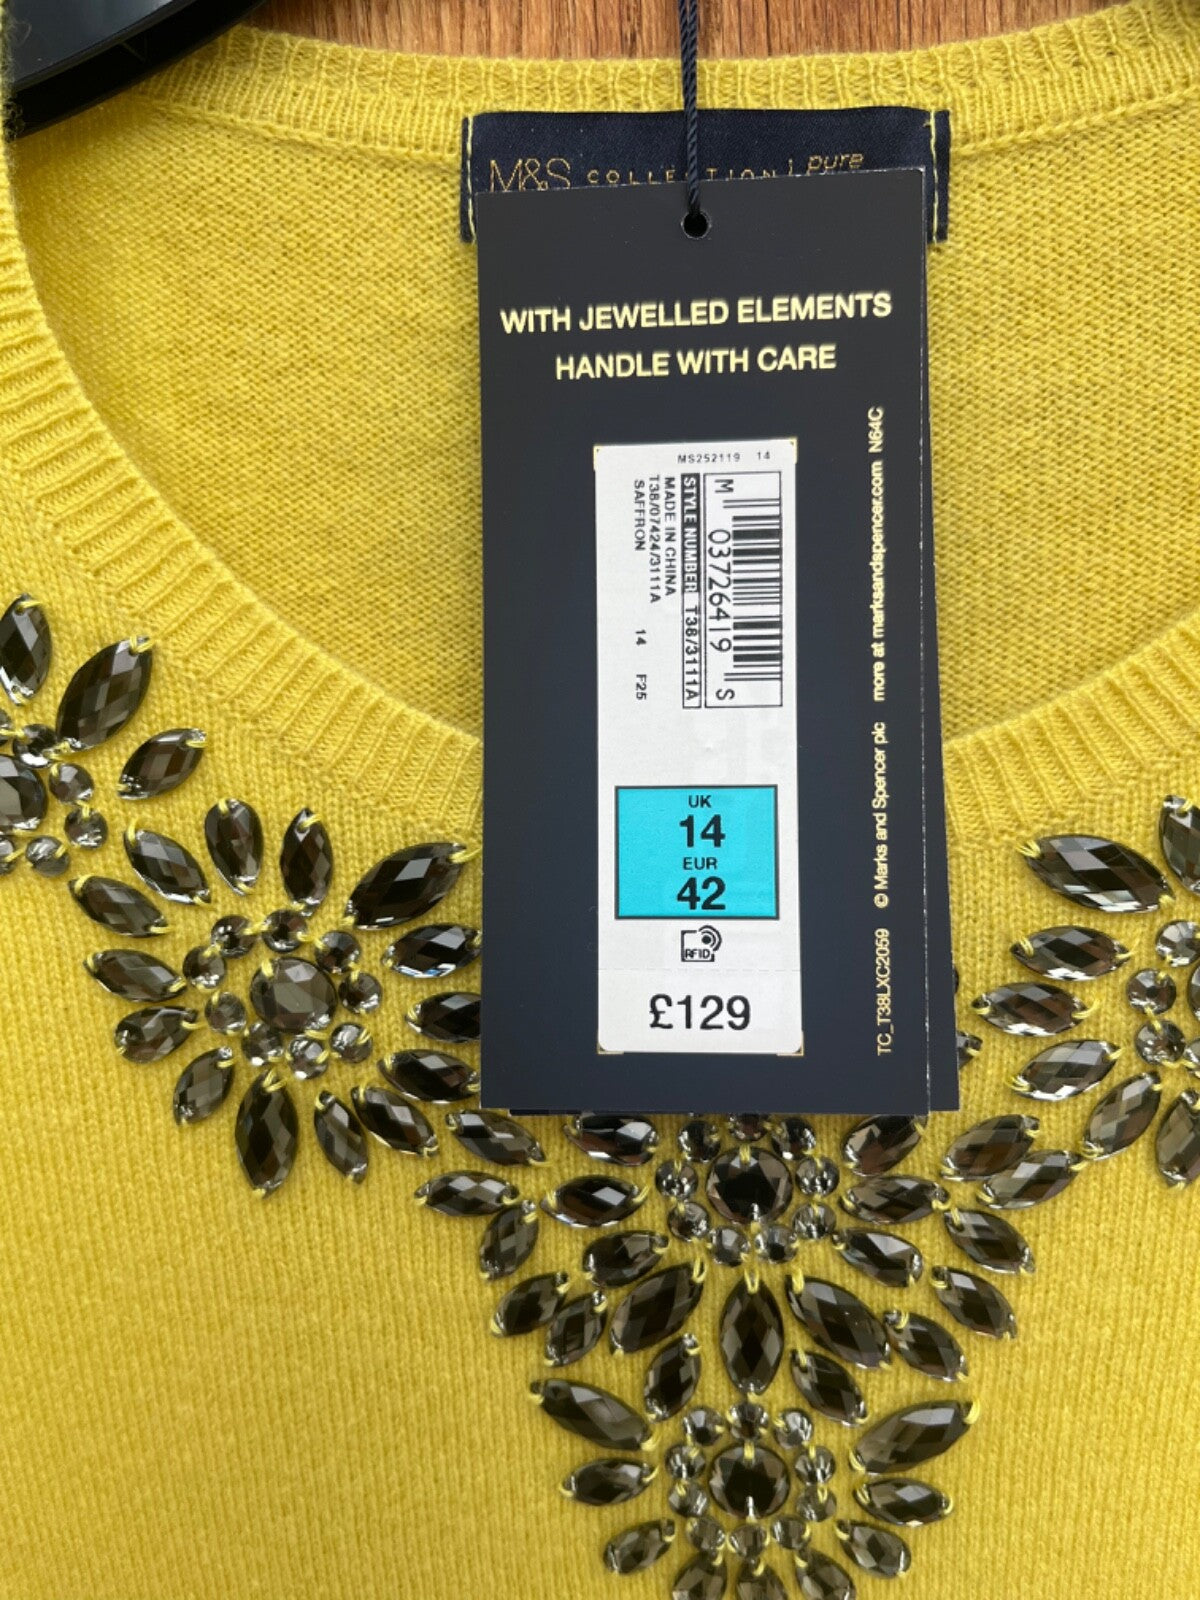 M&S COLLECTION | pure
WITH JEWELLED ELEMENTS
HANDLE WITH CARE
MS252119 14
M 03726419 S
STYLE NUMBER T38/3111A
MADE IN CHINA
T38/07424/3111A
SAFFRON 14 F25
UK
14
EUR
42
RFID
£129
TC_T38LXC2059 © Marks and Spencer plc more at marksandspencer.com N64C